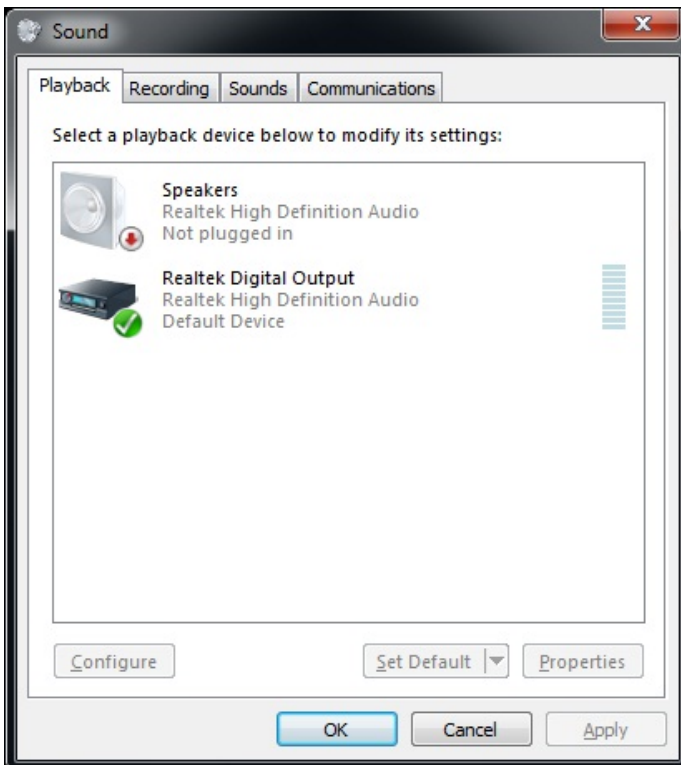 Sound
Playback Recording Sounds Communications
Select a playback device below to modify its settings:
Speakers
Realtek High Definition Audio
Not plugged in
Realtek Digital Output
Realtek High Definition Audio
Default Device
Configure Set Default Properties
OK Cancel Apply